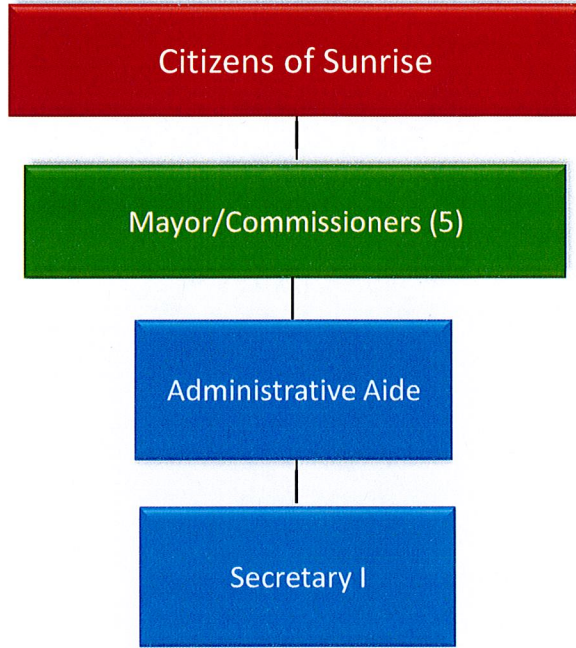 Citizens of Sunrise
Mayor/Commissioners (5)
Administrative Aide
Secretary I